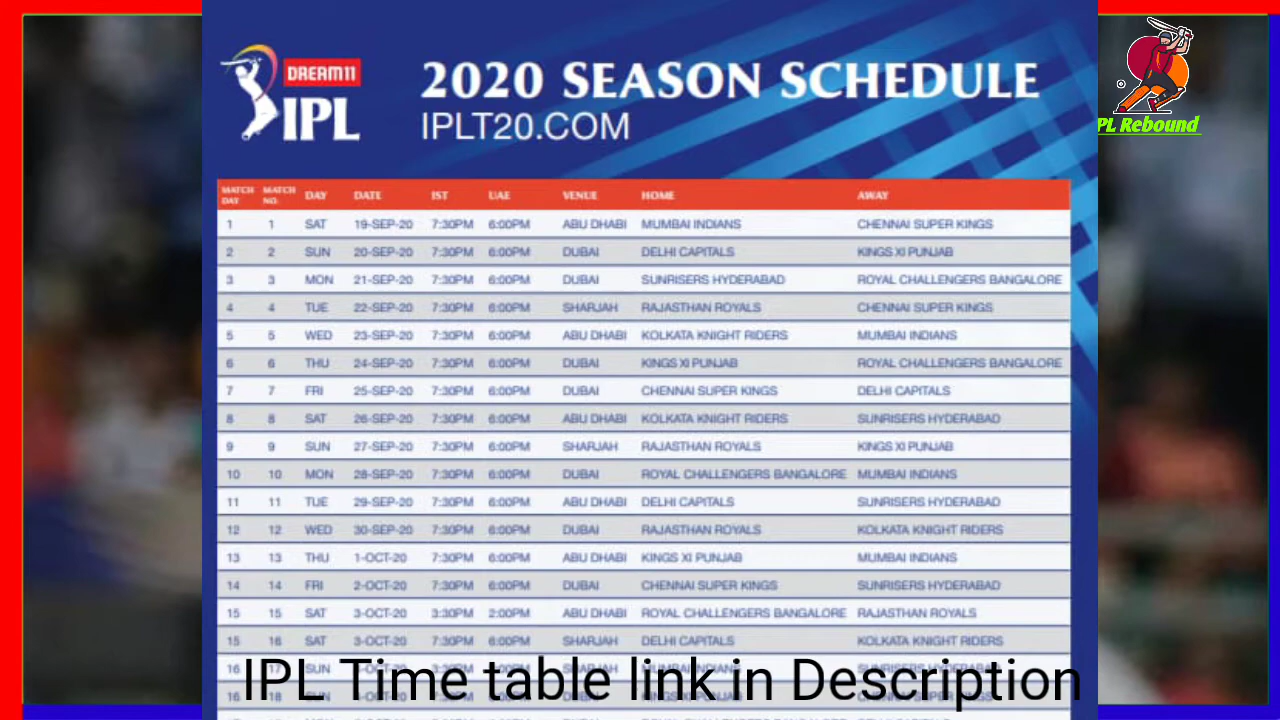 DREAM11
IPL
2020 SEASON SCHEDULE
IPLT20.COM
PL Rebound
MATCH DAY MATCH NO. DAY DATE IST UAE VENUE HOME AWAY
1 1 SAT 19-SEP-20 7:30PM 6:00PM ABU DHABI MUMBAI INDIANS CHENNAI SUPER KINGS
2 2 SUN 20-SEP-20 7:30PM 6:00PM DUBAI DELHI CAPITALS KINGS XI PUNJAB
3 3 MON 21-SEP-20 7:30PM 6:00PM DUBAI SUNRISERS HYDERABAD ROYAL CHALLENGERS BANGALORE
4 4 TUE 22-SEP-20 7:30PM 6:00PM SHARJAH RAJASTHAN ROYALS CHENNAI SUPER KINGS
5 5 WED 23-SEP-20 7:30PM 6:00PM ABU DHABI KOLKATA KNIGHT RIDERS MUMBAI INDIANS
6 6 THU 24-SEP-20 7:30PM 6:00PM DUBAI KINGS XI PUNJAB ROYAL CHALLENGERS BANGALORE
7 7 FRI 25-SEP-20 7:30PM 6:00PM DUBAI CHENNAI SUPER KINGS DELHI CAPITALS
8 8 SAT 26-SEP-20 7:30PM 6:00PM ABU DHABI KOLKATA KNIGHT RIDERS SUNRISERS HYDERABAD
9 9 SUN 27-SEP-20 7:30PM 6:00PM SHARJAH RAJASTHAN ROYALS KINGS XI PUNJAB
10 10 MON 28-SEP-20 7:30PM 6:00PM DUBAI ROYAL CHALLENGERS BANGALORE MUMBAI INDIANS
11 11 TUE 29-SEP-20 7:30PM 6:00PM ABU DHABI DELHI CAPITALS SUNRISERS HYDERABAD
12 12 WED 30-SEP-20 7:30PM 6:00PM DUBAI RAJASTHAN ROYALS KOLKATA KNIGHT RIDERS
13 13 THU 1-OCT-20 7:30PM 6:00PM ABU DHABI KINGS XI PUNJAB MUMBAI INDIANS
14 14 FRI 2-OCT-20 7:30PM 6:00PM DUBAI CHENNAI SUPER KINGS SUNRISERS HYDERABAD
15 15 SAT 3-OCT-20 3:30PM 2:00PM ABU DHABI ROYAL CHALLENGERS BANGALORE RAJASTHAN ROYALS
15 16 SAT 3-OCT-20 7:30PM 6:00PM SHARJAH DELHI CAPITALS KOLKATA KNIGHT RIDERS
16 17 SUN
16 18 SUN
IPL Time table link in Description